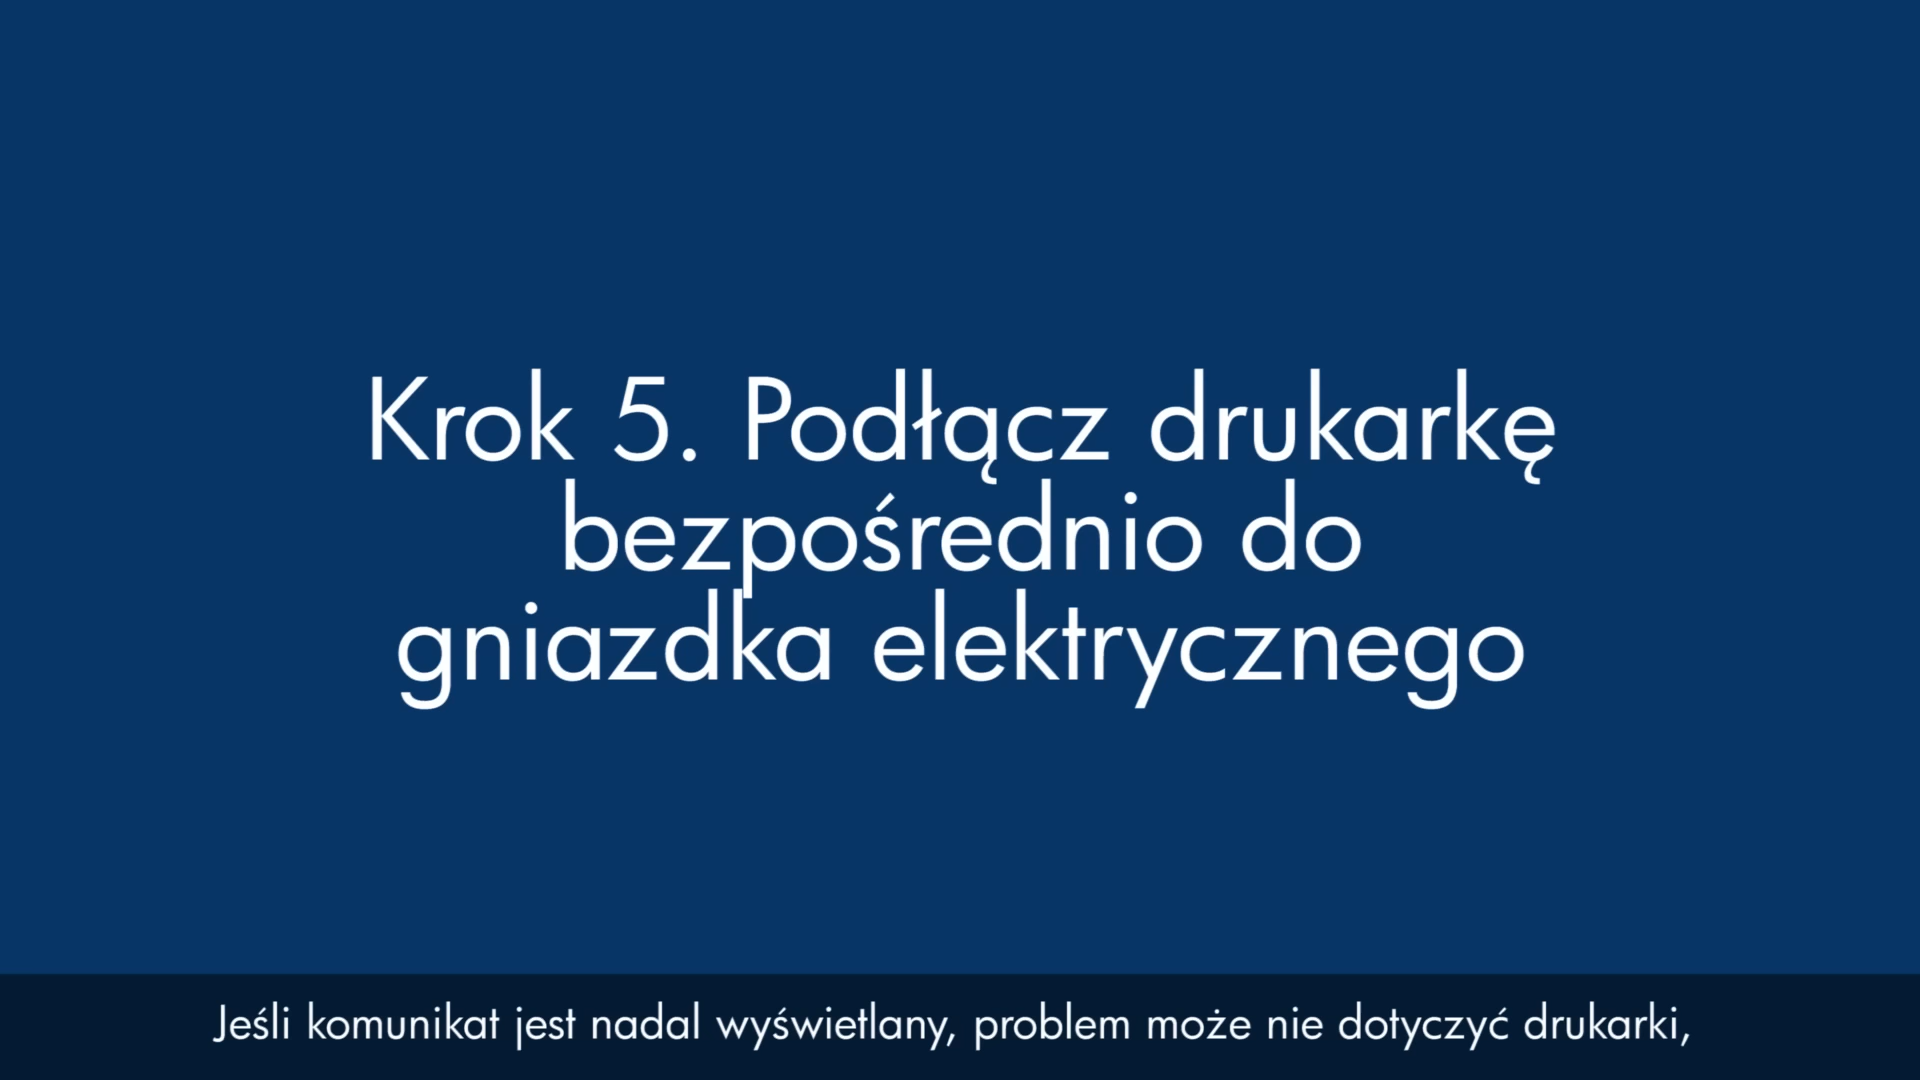 Krok 5. Podłącz drukarkę
bezpośrednio do
gniazdka elektrycznego
Jeśli komunikat jest nadal wyświetlany, problem może nie dotyczyć drukarki,